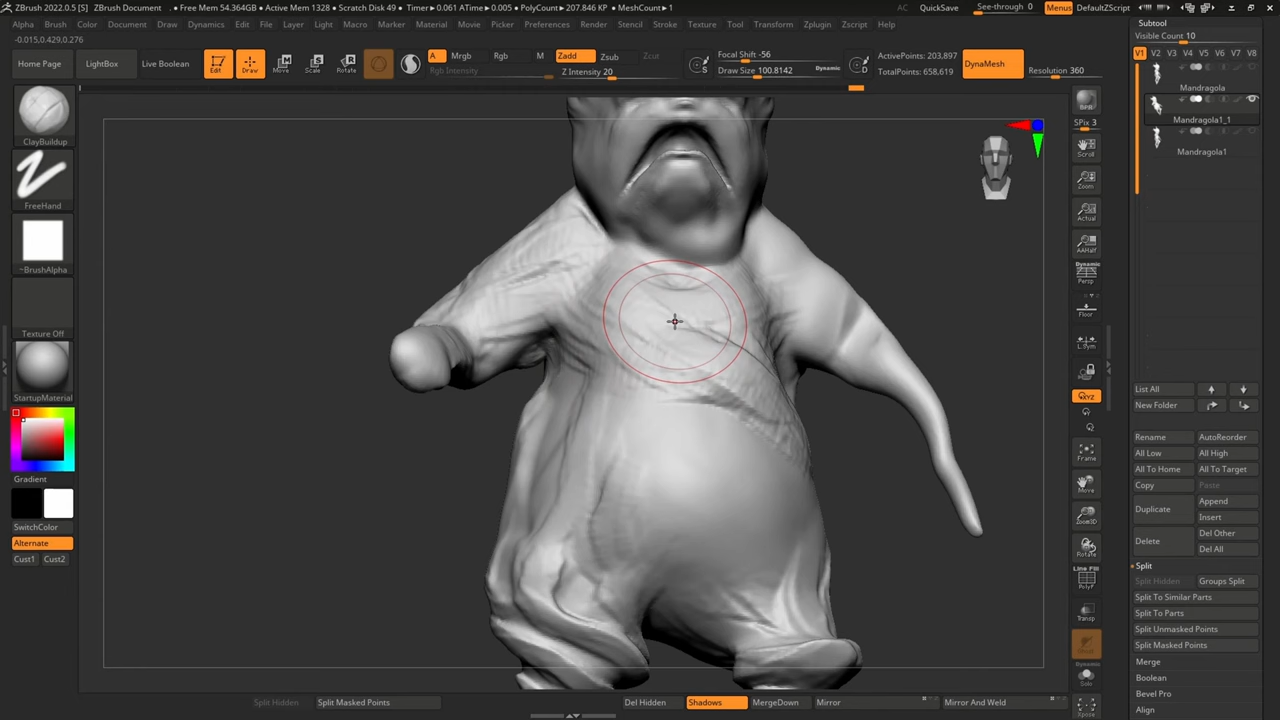 ZBrush 2022.0.5 [S] ZBrush Document . • Free Mem 54.364GB • Active Mem 1328 • Scratch Disk 49 • Timer▸0.061 ATime▸0.005 • PolyCount▸207.846 KP • MeshCount▸1 AC QuickSave See-through 0 Menus DefaultZScript
Alpha Brush Color Document Draw Dynamics Edit File Layer Light Macro Marker Material Movie Picker Preferences Render Stencil Stroke Texture Tool Transform Zplugin Zscript Help
-0.015,0.429,0.276
Home Page LightBox Live Boolean Edit Draw Move Scale Rotate A Mrgb Rgb M Zadd Zsub Zcut
Rgb Intensity Z Intensity 20
S Focal Shift -56
Draw Size 100.8142 Dynamic D
ActivePoints: 203,897
TotalPoints: 658,619
DynaMesh Resolution 360
ClayBuildup
FreeHand
~BrushAlpha
Texture Off
StartupMaterial
Gradient
SwitchColor
Alternate
Cust1 Cust2
BPR
SPix 3
Scroll
Zoom
Actual
AAHalf
Dynamic
Persp
Floor
L.Sym
XYZ
Frame
Move
Zoom3D
Rotate
Line Fill
PolyF
Transp
Dynamic
Solo
Xpose
Subtool
Visible Count 10
V1 V2 V3 V4 V5 V6 V7 V8
Mandragola
Mandragola1_1
Mandragola1
List All
New Folder
Rename AutoReorder
All Low All High
All To Home All To Target
Copy Paste
Duplicate Append
Insert
Delete Del Other
Del All
Split
Split Hidden Groups Split
Split To Similar Parts
Split To Parts
Split Unmasked Points
Split Masked Points
Merge
Boolean
Bevel Pro
Align
Split Hidden Split Masked Points Del Hidden Shadows MergeDown Mirror Mirror And Weld